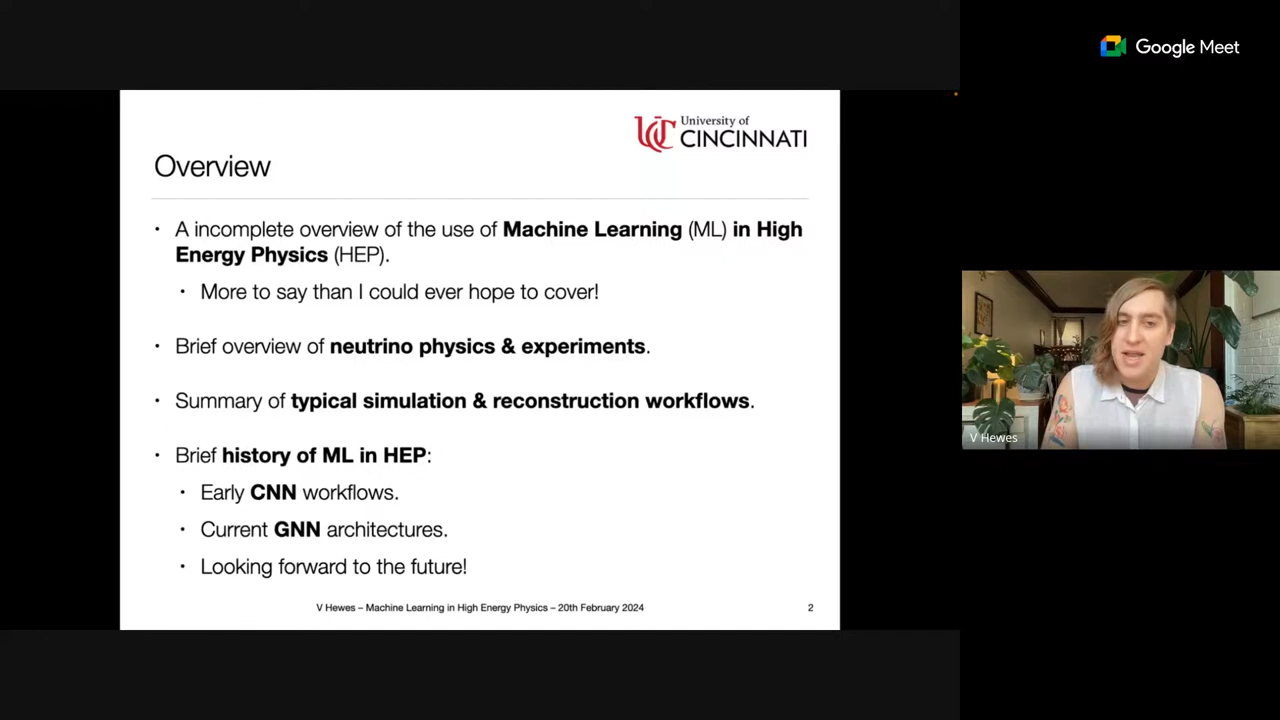 Google Meet
University of
CINCINNATI
Overview
• A incomplete overview of the use of Machine Learning (ML) in High
Energy Physics (HEP).
• More to say than I could ever hope to cover!
• Brief overview of neutrino physics & experiments.
• Summary of typical simulation & reconstruction workflows.
• Brief history of ML in HEP:
• Early CNN workflows.
• Current GNN architectures.
• Looking forward to the future!
V Hewes – Machine Learning in High Energy Physics – 20th February 2024
2
V Hewes